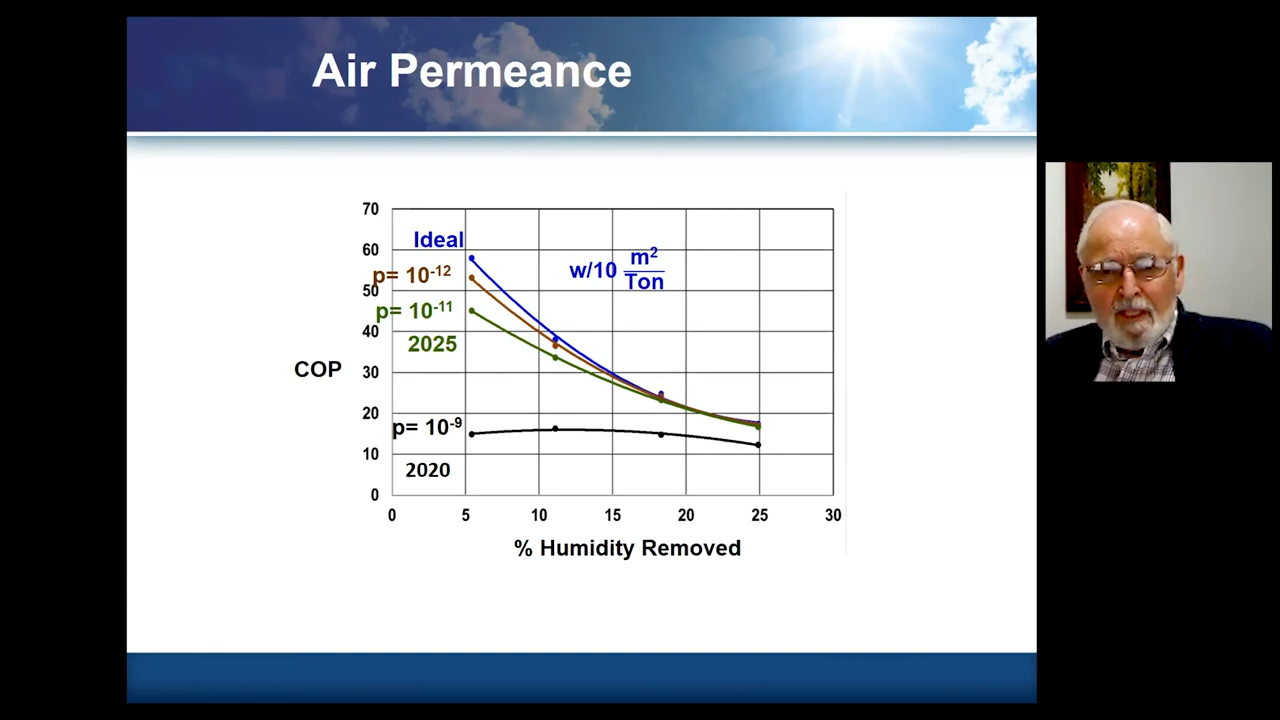 Air Permeance
70
60
50
40
30
20
10
0
COP
Ideal
p= 10-12
p= 10-11
2025
p= 10-9
2020
w/10 m2
Ton
0 5 10 15 20 25 30
% Humidity Removed